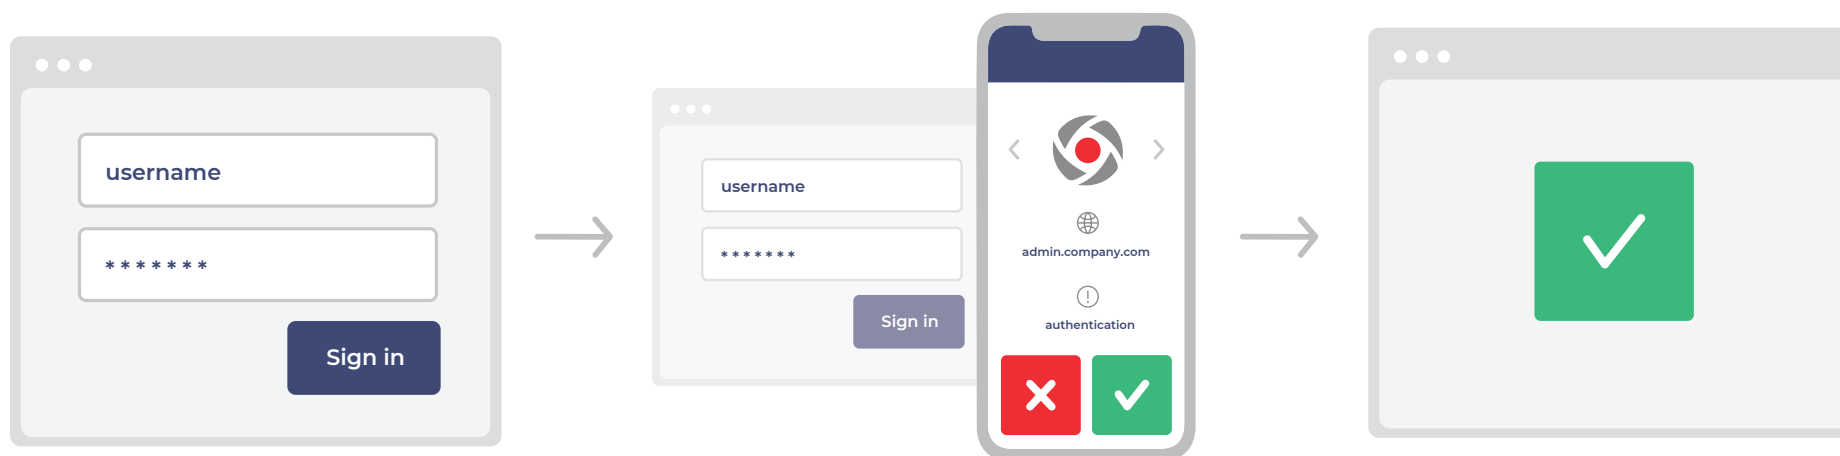 username
*******
Sign in
username
*******
Sign in
admin.company.com
authentication